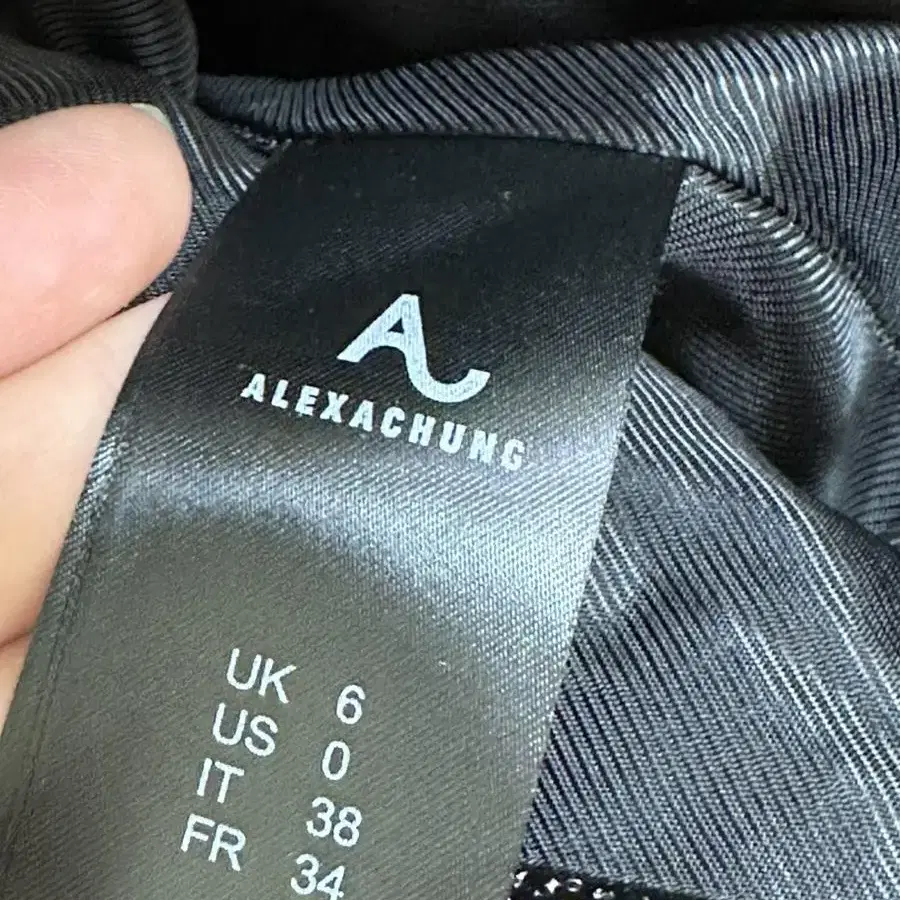 ALEXACHUNG
UK 6
US 0
IT 38
FR 34